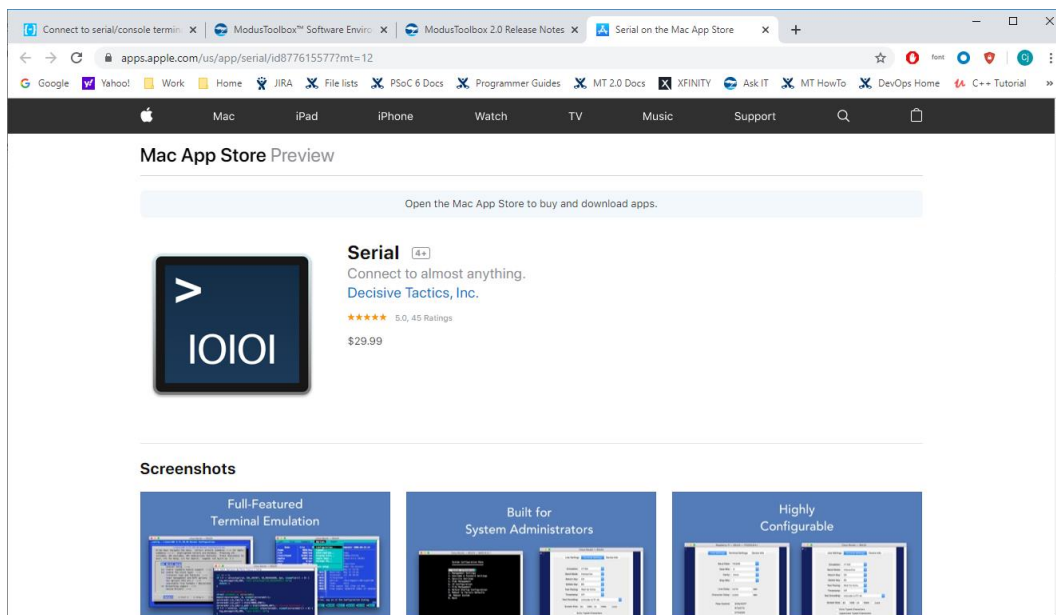 Connect to serial/console termin
ModusToolbox™ Software Enviro
ModusToolbox 2.0 Release Notes
Serial on the Mac App Store
apps.apple.com/us/app/serial/id877615577?mt=12
font
Cj
Google Yahoo! Work Home JIRA File lists PSoC 6 Docs Programmer Guides MT 2.0 Docs XFINITY Ask IT MT HowTo DevOps Home C++ Tutorial »
Mac iPad iPhone Watch TV Music Support
Mac App Store Preview
Open the Mac App Store to buy and download apps.
Serial 4+
Connect to almost anything.
Decisive Tactics, Inc.
★★★★★ 5.0, 45 Ratings
$29.99
>
IOIOI
Screenshots
Full-Featured
Terminal Emulation
Built for
System Administrators
Highly
Configurable